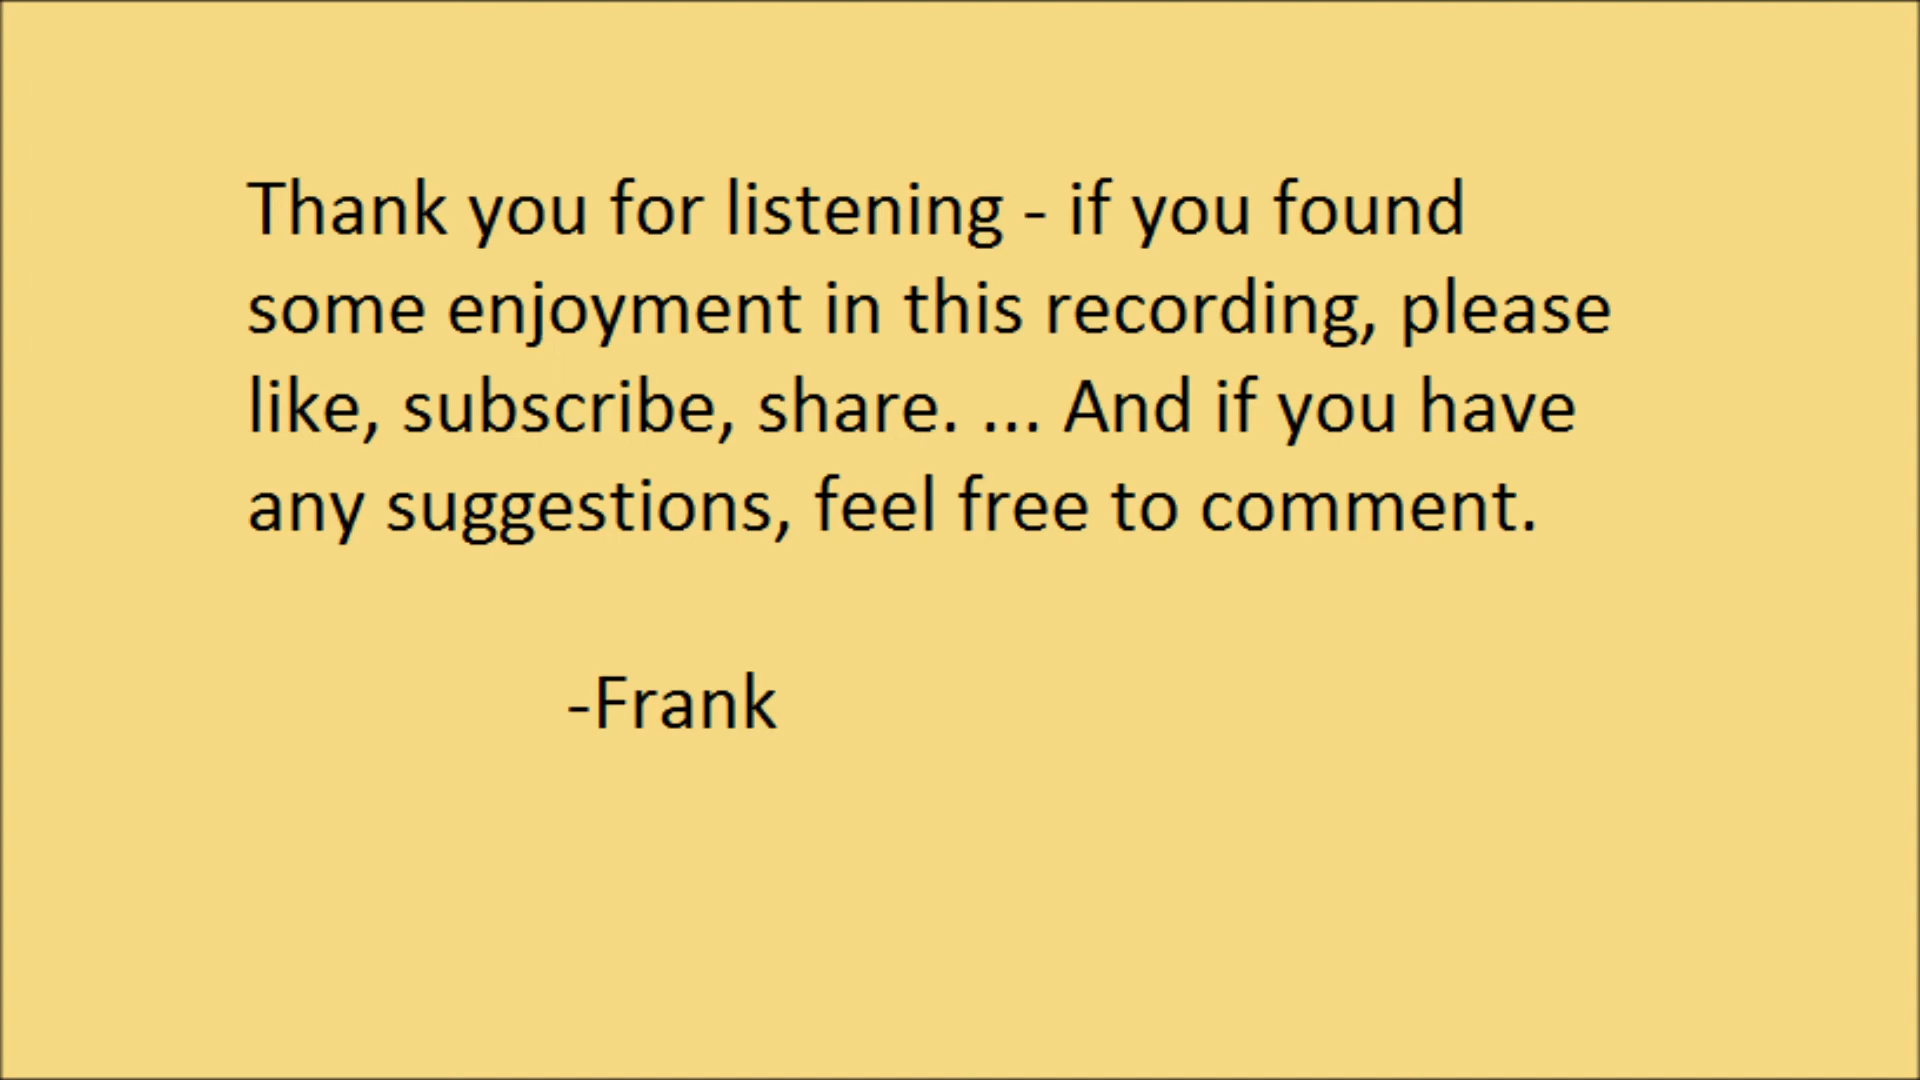 Thank you for listening - if you found
some enjoyment in this recording, please
like, subscribe, share. ... And if you have
any suggestions, feel free to comment.
-Frank